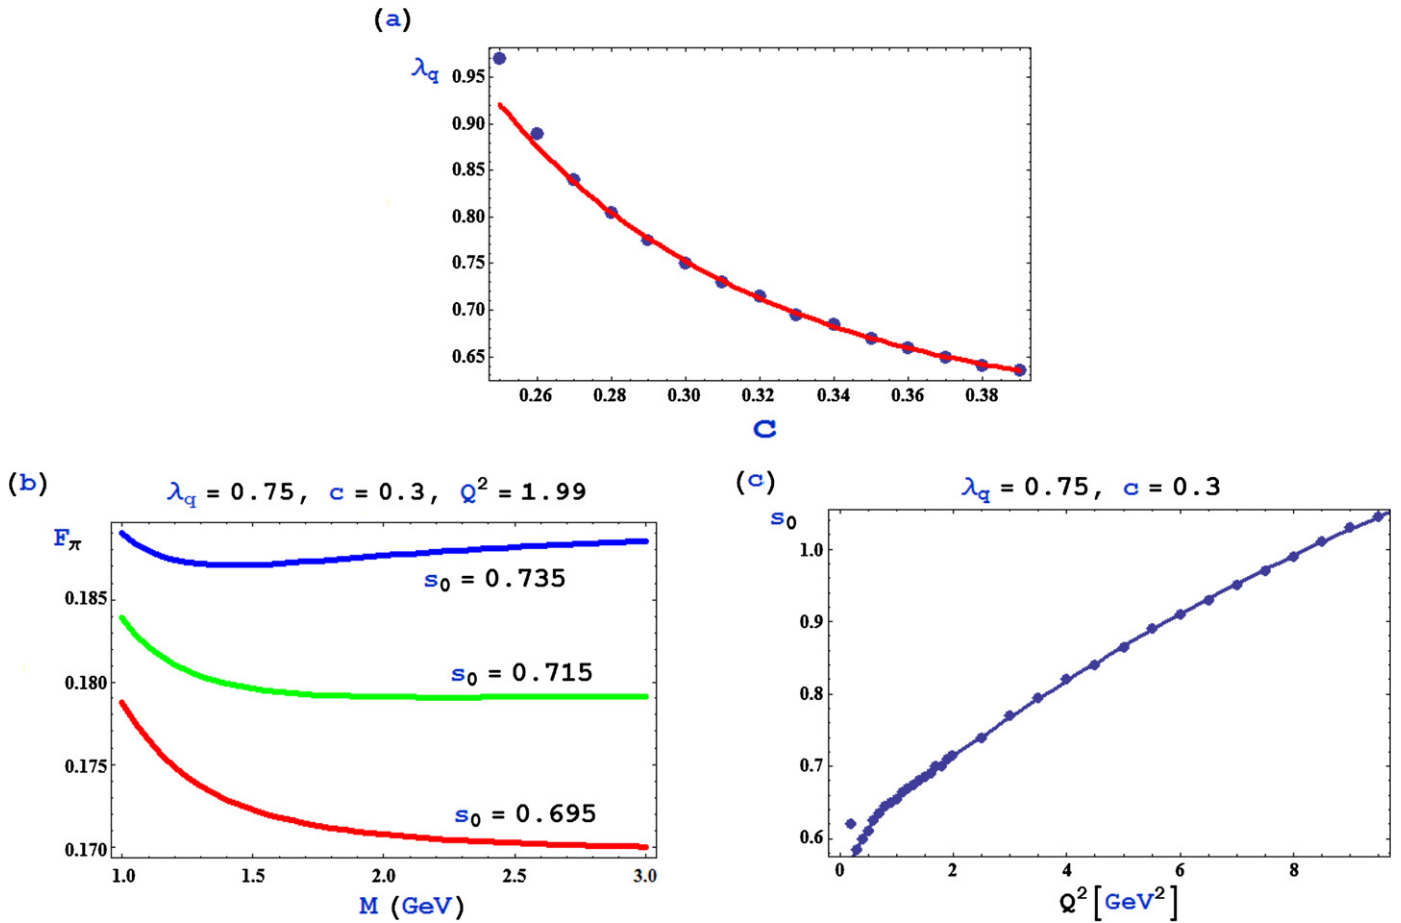 (a)
λq
0.95
0.90
0.85
0.80
0.75
0.70
0.65
0.26 0.28 0.30 0.32 0.34 0.36 0.38
C
(b)
λq = 0.75, c = 0.3, Q² = 1.99
Fπ
0.185
0.180
0.175
0.170
s₀ = 0.735
s₀ = 0.715
s₀ = 0.695
1.0 1.5 2.0 2.5 3.0
M (GeV)
(c)
λq = 0.75, c = 0.3
s₀
1.0
0.9
0.8
0.7
0.6
0 2 4 6 8
Q²[GeV²]